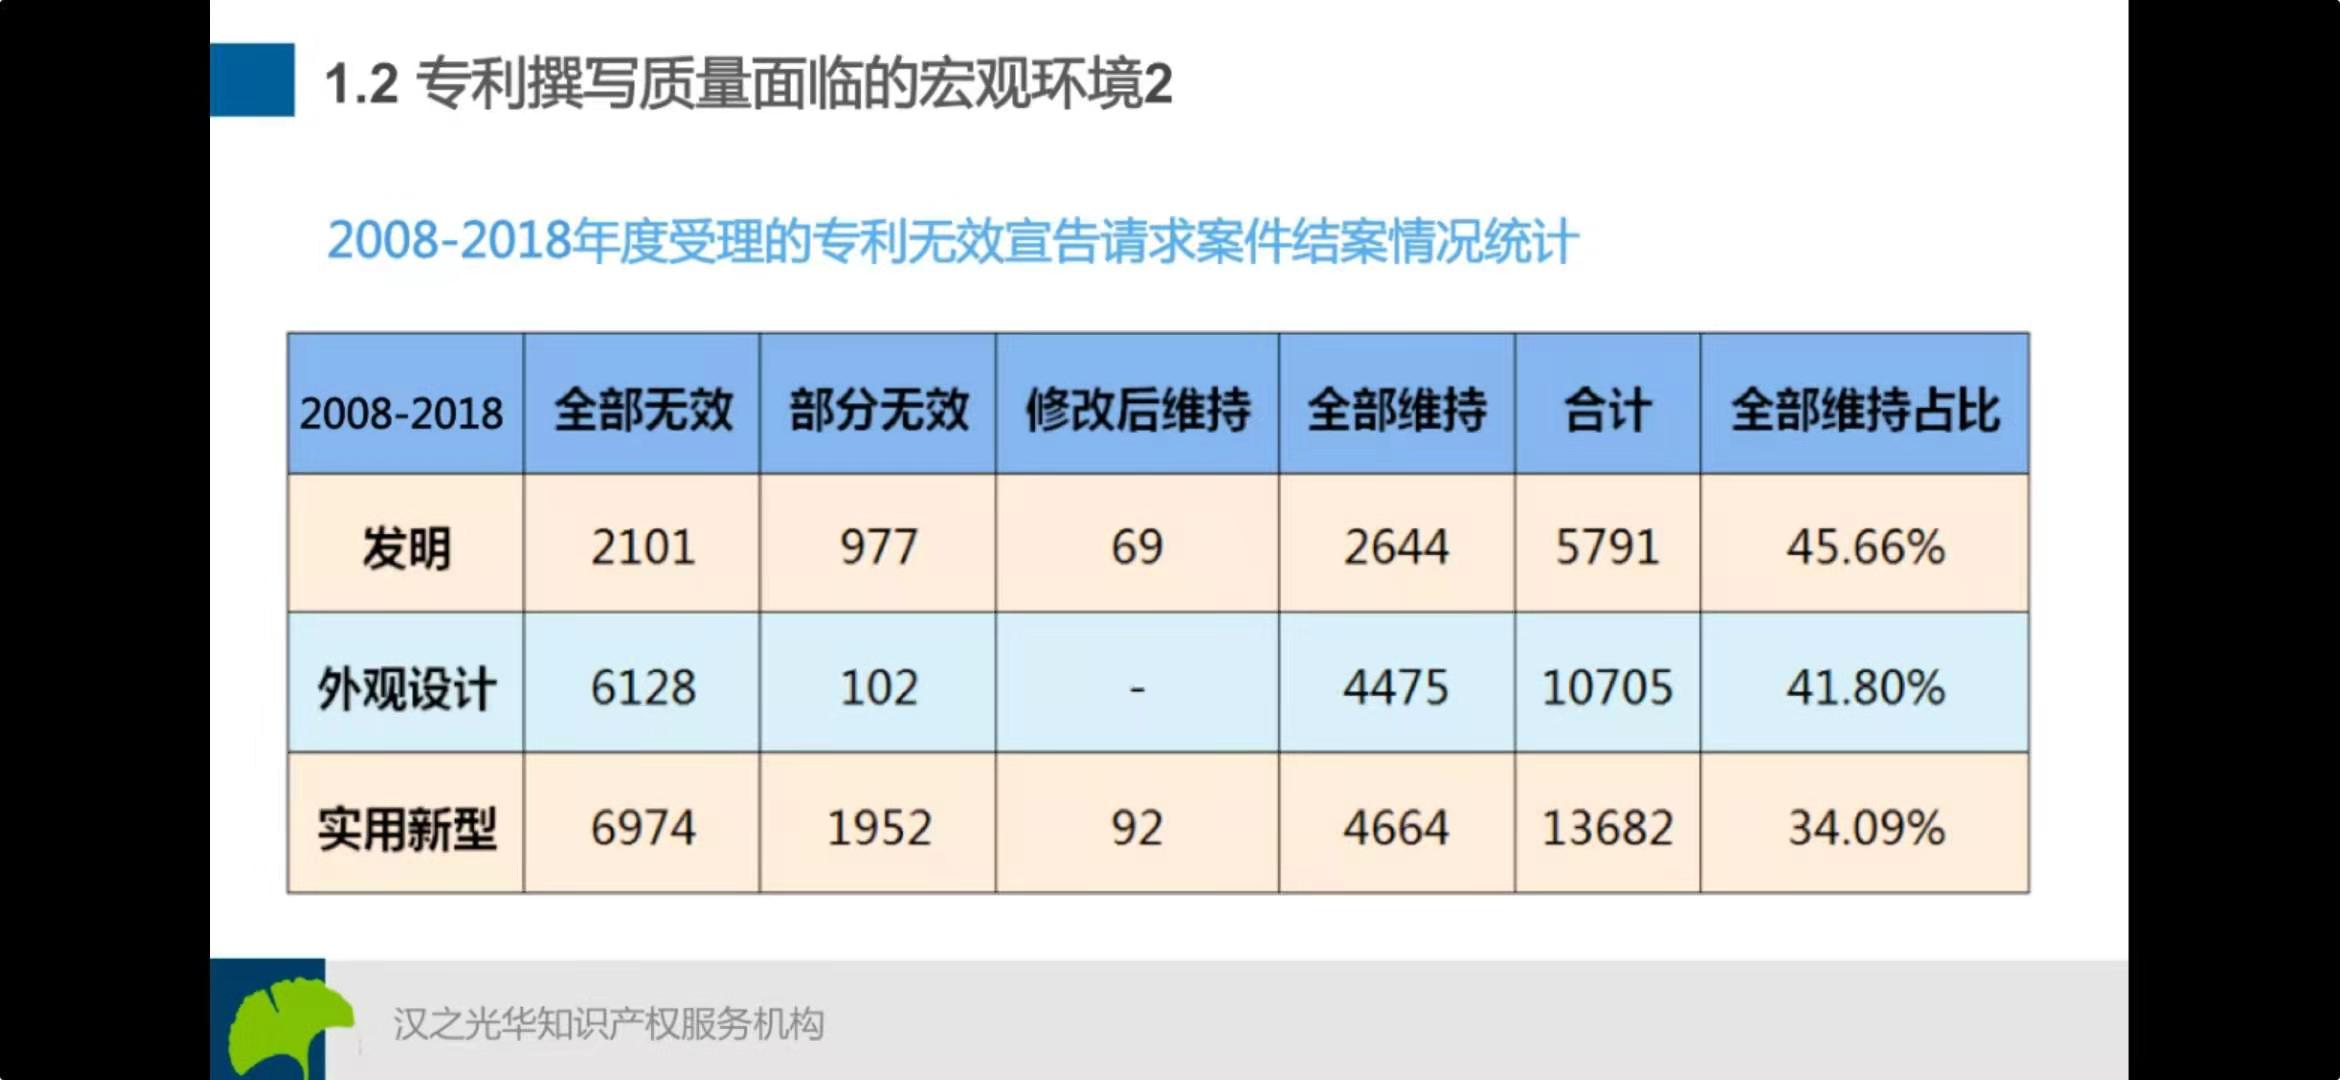 1.2 专利撰写质量面临的宏观环境2
2008-2018年度受理的专利无效宣告请求案件结案情况统计
2008-2018 全部无效 部分无效 修改后维持 全部维持 合计 全部维持占比
发明 2101 977 69 2644 5791 45.66%
外观设计 6128 102 - 4475 10705 41.80%
实用新型 6974 1952 92 4664 13682 34.09%
汉之光华知识产权服务机构